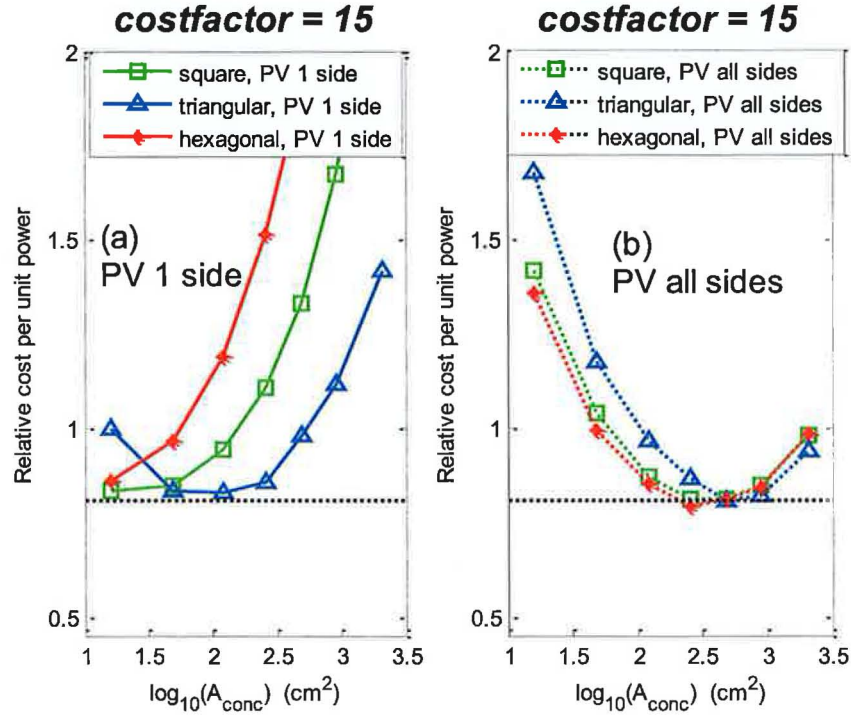 costfactor = 15
2
square, PV 1 side
triangular, PV 1 side
hexagonal, PV 1 side
(a)
PV 1 side
1.5
1
0.5
Relative cost per unit power
1 1.5 2 2.5 3 3.5
log10(Aconc) (cm²)
costfactor = 15
2
square, PV all sides
triangular, PV all sides
hexagonal, PV all sides
(b)
PV all sides
1.5
1
0.5
Relative cost per unit power
1 1.5 2 2.5 3 3.5
log10(Aconc) (cm²)